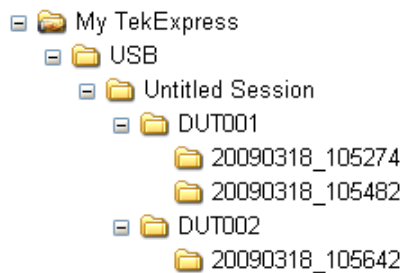 My TekExpress
USB
Untitled Session
DUT001
20090318_105274
20090318_105482
DUT002
20090318_105642